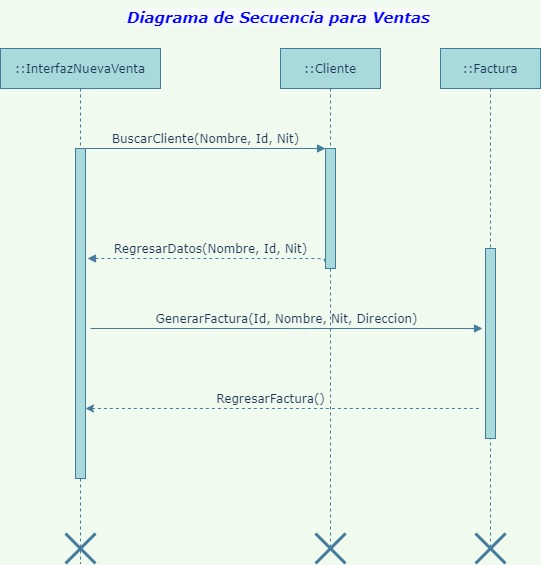 Diagrama de Secuencia para Ventas
::InterfazNuevaVenta
::Cliente
::Factura
BuscarCliente(Nombre, Id, Nit)
RegresarDatos(Nombre, Id, Nit)
GenerarFactura(Id, Nombre, Nit, Direccion)
RegresarFactura()